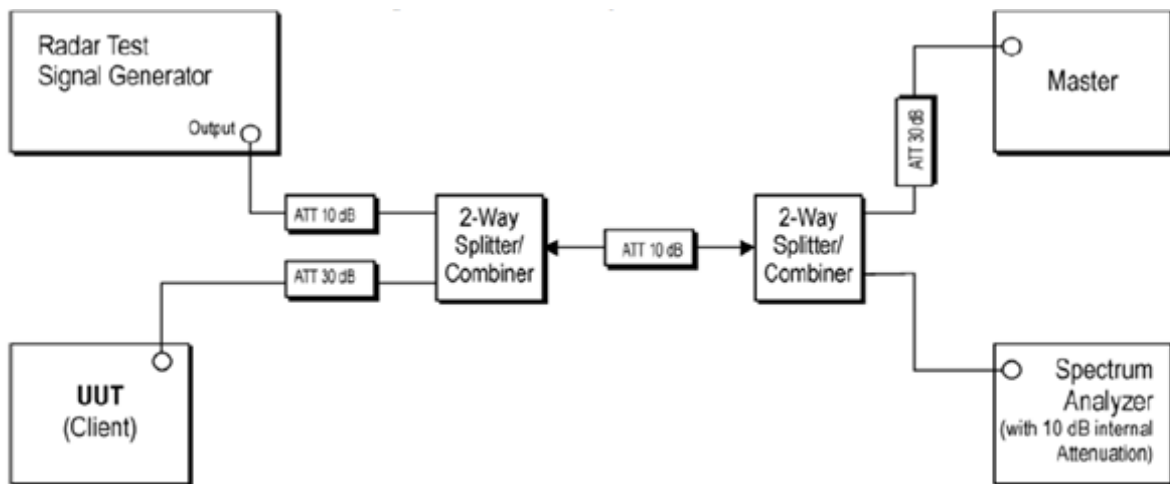 Radar Test
Signal Generator
Output
ATT 10 dB
ATT 30 dB
UUT
(Client)
2-Way
Splitter/
Combiner
ATT 10 dB
2-Way
Splitter/
Combiner
ATT 30 dB
Master
Spectrum
Analyzer
(with 10 dB internal
Attenuation)